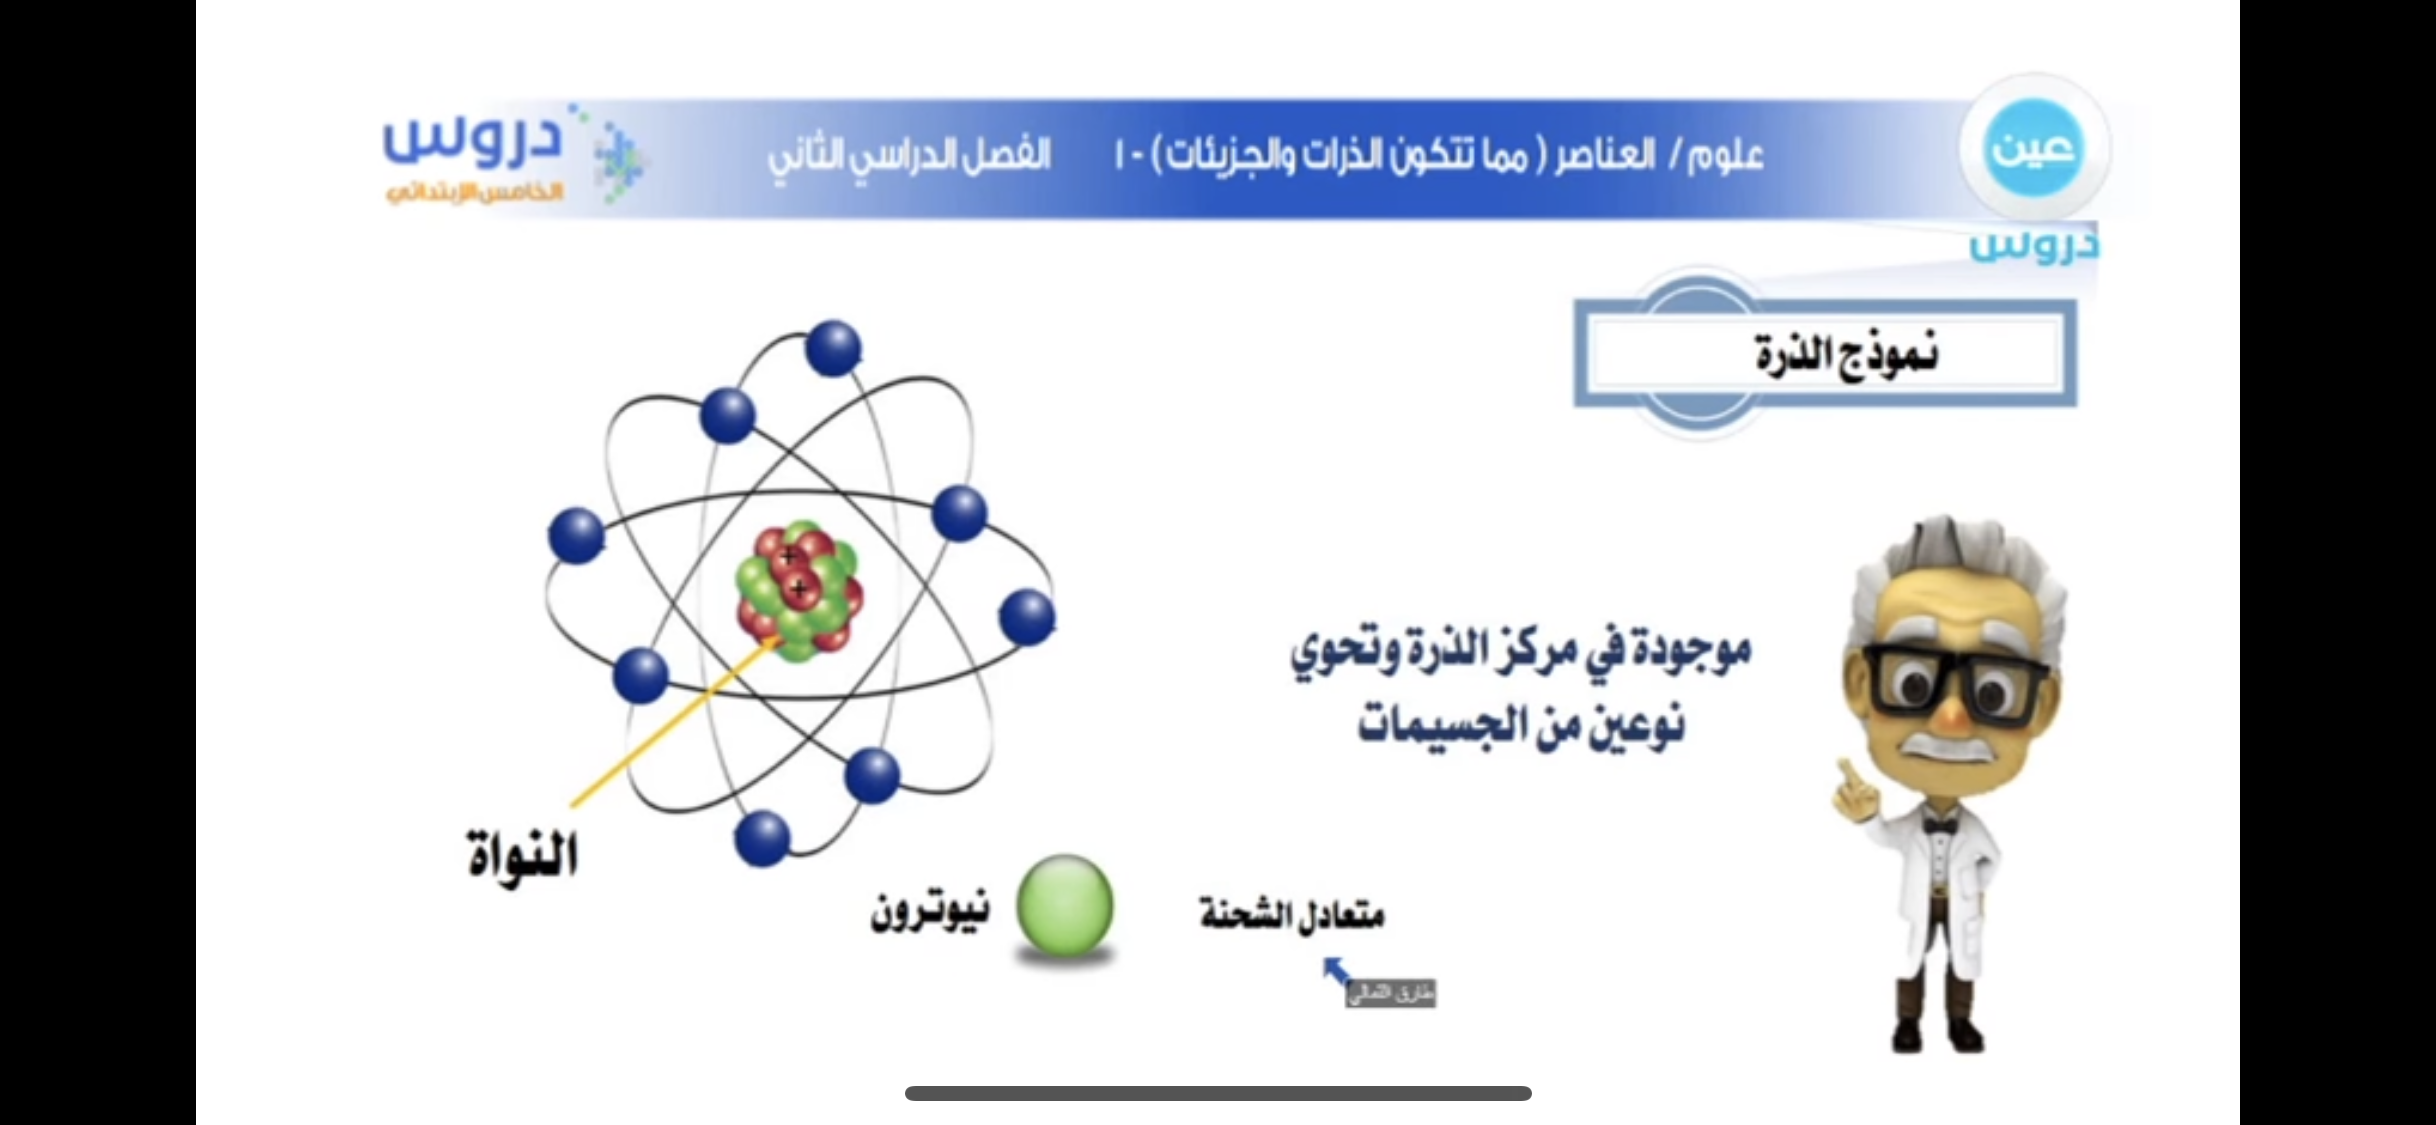 عين
دروس
علوم / العناصر ( مما تتكون الذرات والجزيئات ) - ١ الفصل الدراسي الثاني
دروس
الخامس الإبتدائي
نموذج الذرة
موجودة في مركز الذرة وتحوي
نوعين من الجسيمات
+
+
النواة
متعادل الشحنة
نيوترون